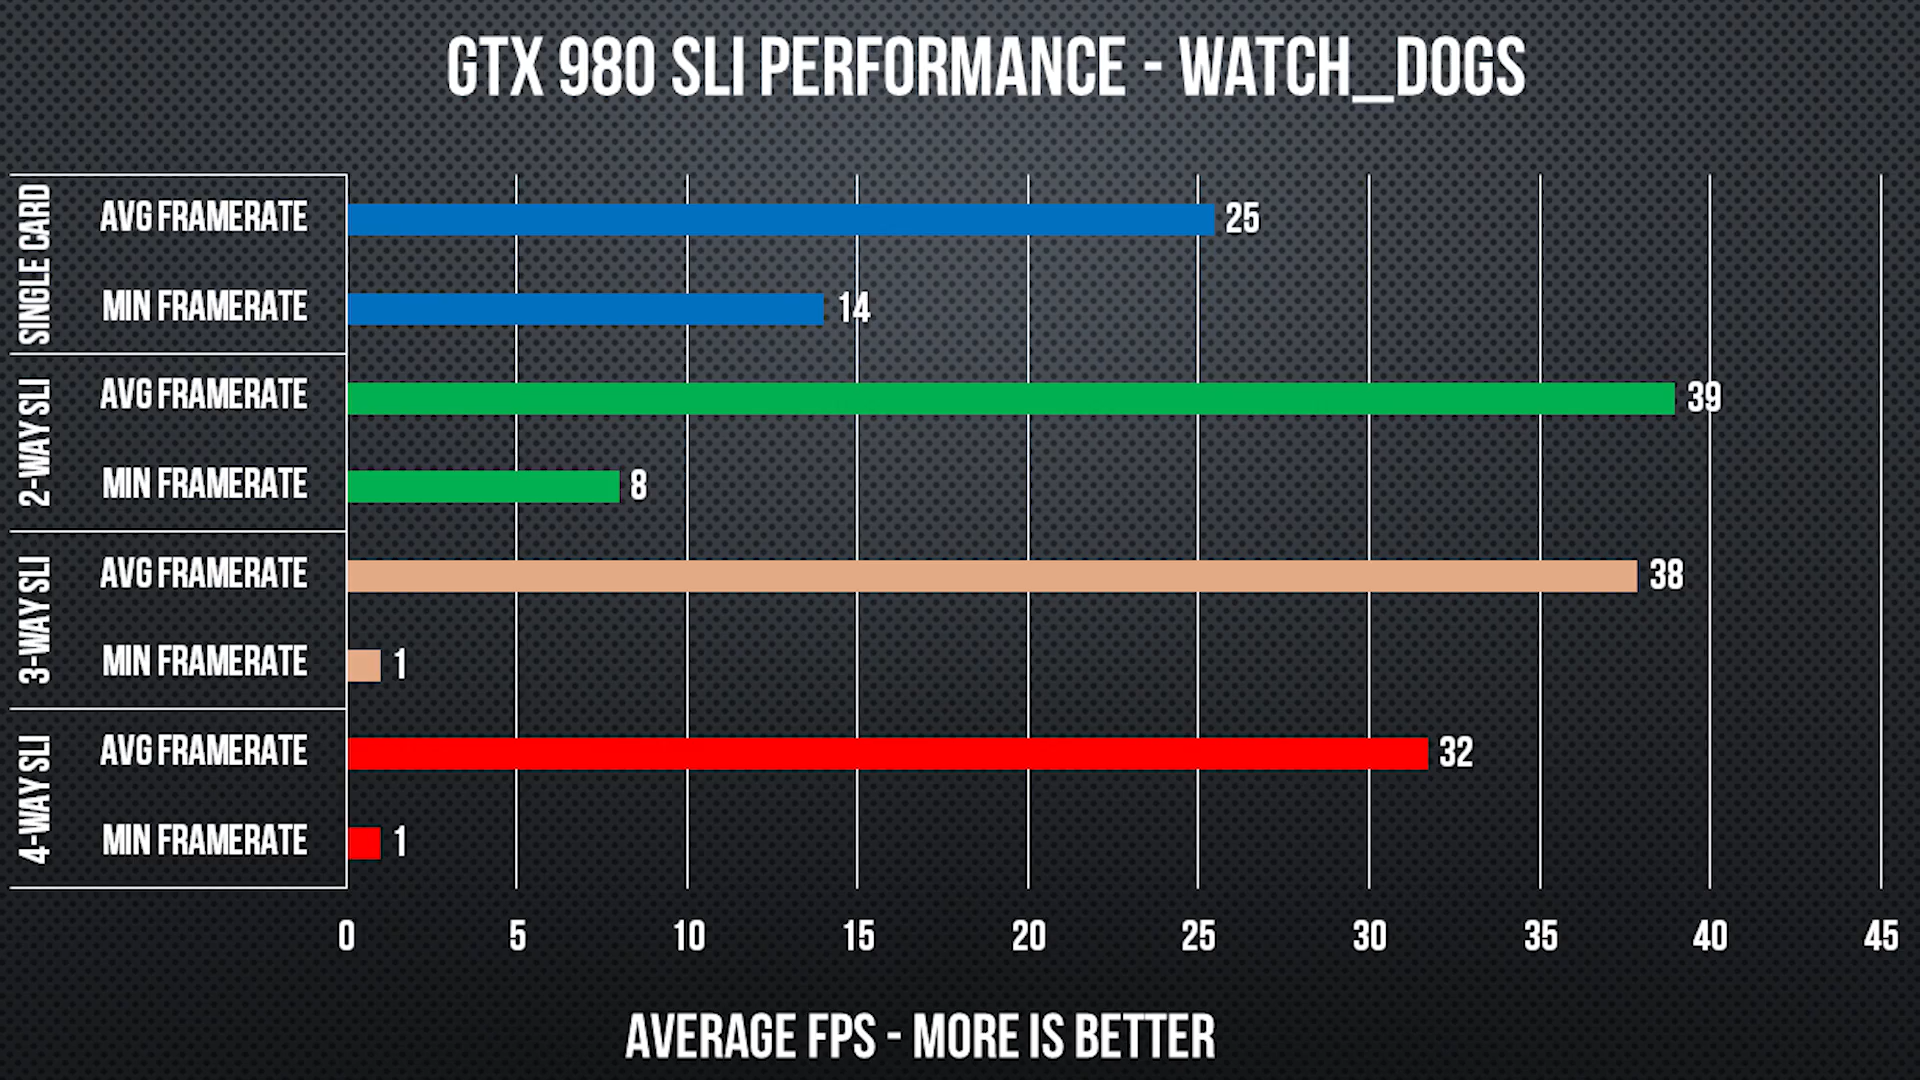 GTX 980 SLI PERFORMANCE - WATCH_DOGS
SINGLE CARD
AVG FRAMERATE
25
MIN FRAMERATE
14
2-WAY SLI
AVG FRAMERATE
39
MIN FRAMERATE
8
3-WAY SLI
AVG FRAMERATE
38
MIN FRAMERATE
1
4-WAY SLI
AVG FRAMERATE
32
MIN FRAMERATE
1
0 5 10 15 20 25 30 35 40 45
AVERAGE FPS - MORE IS BETTER